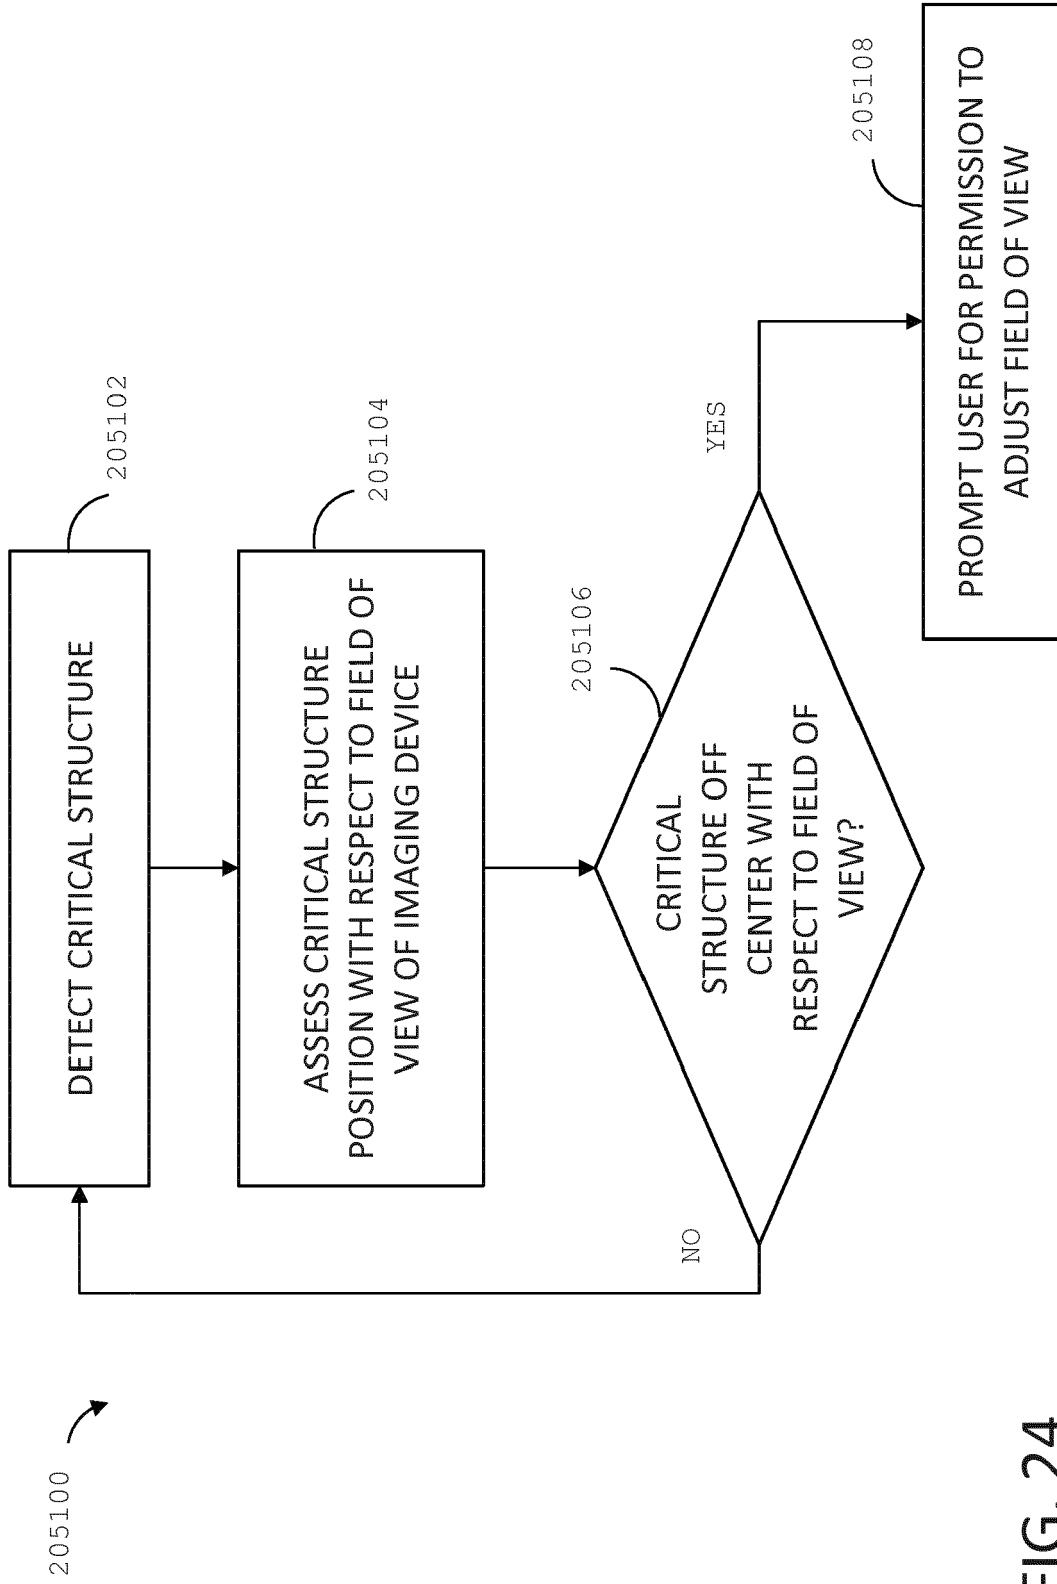 205100
205102
DETECT CRITICAL STRUCTURE
205104
ASSESS CRITICAL STRUCTURE
POSITION WITH RESPECT TO FIELD OF
VIEW OF IMAGING DEVICE
205106
CRITICAL
STRUCTURE OFF
CENTER WITH
RESPECT TO FIELD OF
VIEW?
NO
YES
205108
PROMPT USER FOR PERMISSION TO
ADJUST FIELD OF VIEW
FIG. 24